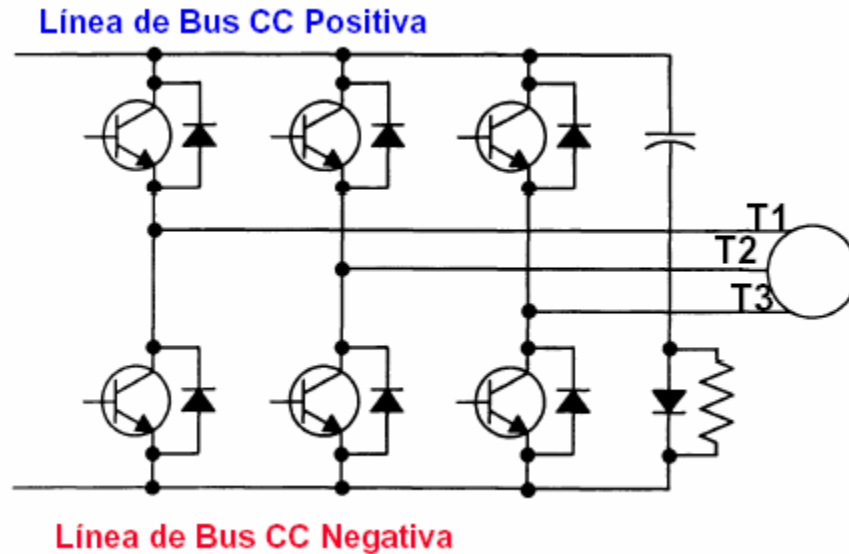 Línea de Bus CC Positiva
T1
T2
T3
Línea de Bus CC Negativa